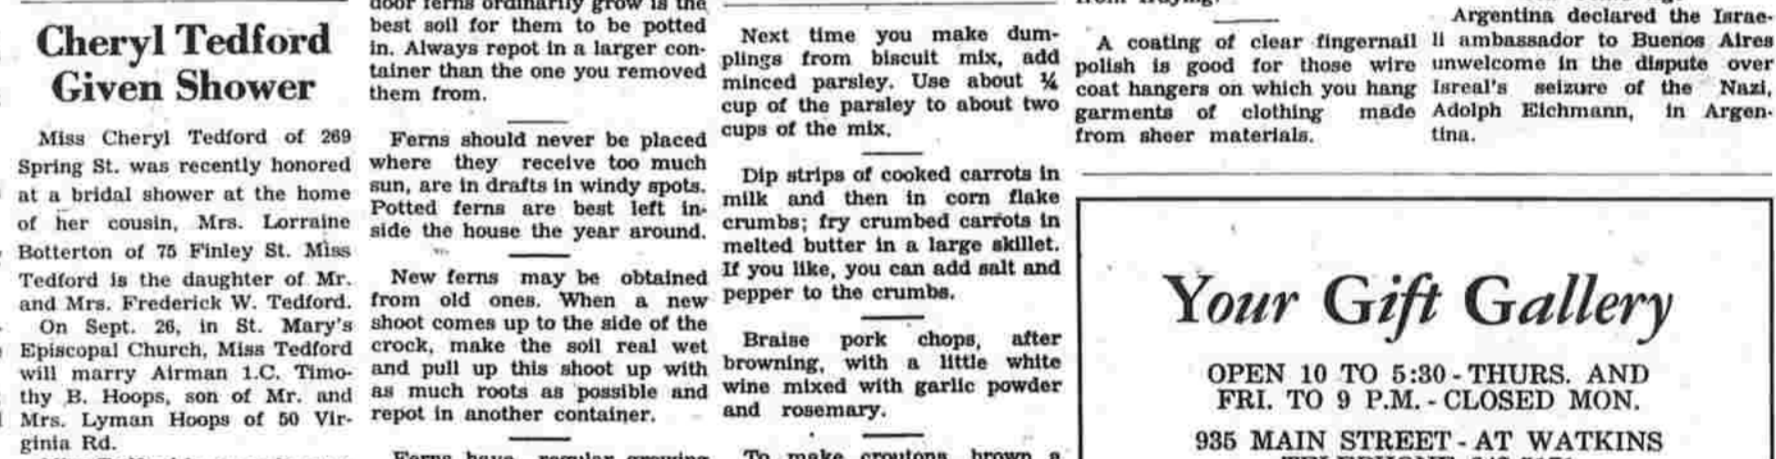 Cheryl Tedford
Given Shower
Miss Cheryl Tedford of 269
Spring St. was recently honored
at a bridal shower at the home
of her cousin, Mrs. Lorraine
Botterton of 75 Finley St. Miss
Tedford is the daughter of Mr.
and Mrs. Frederick W. Tedford.
On Sept. 26, in St. Mary's
Episcopal Church, Miss Tedford
will marry Airman 1.C. Timo-
thy B. Hoops, son of Mr. and
Mrs. Lyman Hoops of 50 Vir-
ginia Rd.
door ferns ordinarily grow is the
best soil for them to be potted
in. Always repot in a larger con-
tainer than the one you removed
them from.
Ferns should never be placed
where they receive too much
sun, are in drafts in windy spots.
Potted ferns are best left in-
side the house the year around.
New ferns may be obtained
from old ones. When a new
shoot comes up to the side of the
crock, make the soil real wet
and pull up this shoot up with
as much roots as possible and
repot in another container.
Ferns have regular growing
Next time you make dum-
plings from biscuit mix, add
minced parsley. Use about ¼
cup of the parsley to about two
cups of the mix.
Dip strips of cooked carrots in
milk and then in corn flake
crumbs; fry crumbed carrots in
melted butter in a large skillet.
If you like, you can add salt and
pepper to the crumbs.
Braise pork chops, after
browning, with a little white
wine mixed with garlic powder
and rosemary.
To make croutons, brown a
A coating of clear fingernail
polish is good for those wire
coat hangers on which you hang
garments of clothing made
from sheer materials.
Argentina declared the Israe-
li ambassador to Buenos Aires
unwelcome in the dispute over
Isreal's seizure of the Nazi,
Adolph Eichmann, in Argen-
tina.
Your Gift Gallery
OPEN 10 TO 5:30 - THURS. AND
FRI. TO 9 P.M. - CLOSED MON.
935 MAIN STREET - AT WATKINS